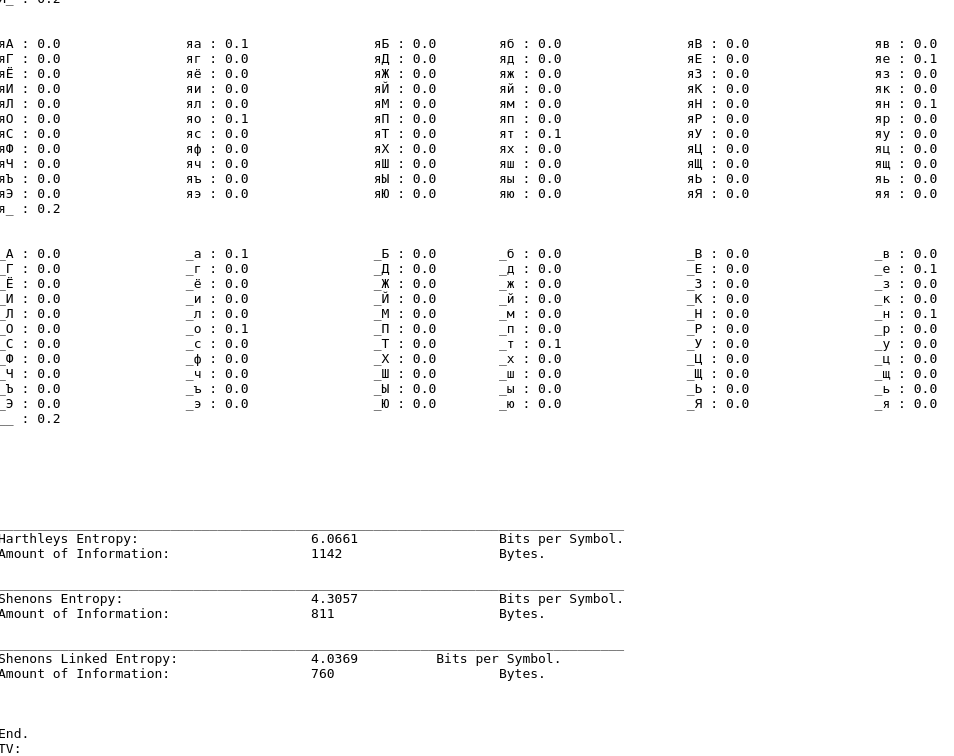 я_ : 0.2
яА : 0.0 яа : 0.1 яБ : 0.0 яб : 0.0 яВ : 0.0 яв : 0.0
яГ : 0.0 яг : 0.0 яД : 0.0 яд : 0.0 яЕ : 0.0 яе : 0.1
яЁ : 0.0 яё : 0.0 яЖ : 0.0 яж : 0.0 яЗ : 0.0 яз : 0.0
яИ : 0.0 яи : 0.0 яЙ : 0.0 яй : 0.0 яК : 0.0 як : 0.0
яЛ : 0.0 ял : 0.0 яМ : 0.0 ям : 0.0 яН : 0.0 ян : 0.1
яО : 0.0 яо : 0.1 яП : 0.0 яп : 0.0 яР : 0.0 яр : 0.0
яС : 0.0 яс : 0.0 яТ : 0.0 ят : 0.1 яУ : 0.0 яу : 0.0
яФ : 0.0 яф : 0.0 яХ : 0.0 ях : 0.0 яЦ : 0.0 яц : 0.0
яЧ : 0.0 яч : 0.0 яШ : 0.0 яш : 0.0 яЩ : 0.0 ящ : 0.0
яЪ : 0.0 яъ : 0.0 яЫ : 0.0 яы : 0.0 яЬ : 0.0 яь : 0.0
яЭ : 0.0 яэ : 0.0 яЮ : 0.0 яю : 0.0 яЯ : 0.0 яя : 0.0
я_ : 0.2
_А : 0.0 _а : 0.1 _Б : 0.0 _б : 0.0 _В : 0.0 _в : 0.0
_Г : 0.0 _г : 0.0 _Д : 0.0 _д : 0.0 _Е : 0.0 _е : 0.1
_Ё : 0.0 _ё : 0.0 _Ж : 0.0 _ж : 0.0 _З : 0.0 _з : 0.0
_И : 0.0 _и : 0.0 _Й : 0.0 _й : 0.0 _К : 0.0 _к : 0.0
_Л : 0.0 _л : 0.0 _М : 0.0 _м : 0.0 _Н : 0.0 _н : 0.1
_О : 0.0 _о : 0.1 _П : 0.0 _п : 0.0 _Р : 0.0 _р : 0.0
_С : 0.0 _с : 0.0 _Т : 0.0 _т : 0.1 _У : 0.0 _у : 0.0
_Ф : 0.0 _ф : 0.0 _Х : 0.0 _х : 0.0 _Ц : 0.0 _ц : 0.0
_Ч : 0.0 _ч : 0.0 _Ш : 0.0 _ш : 0.0 _Щ : 0.0 _щ : 0.0
_Ъ : 0.0 _ъ : 0.0 _Ы : 0.0 _ы : 0.0 _Ь : 0.0 _ь : 0.0
_Э : 0.0 _э : 0.0 _Ю : 0.0 _ю : 0.0 _Я : 0.0 _я : 0.0
__ : 0.2
Harthleys Entropy: 6.0661 Bits per Symbol.
Amount of Information: 1142 Bytes.
Shenons Entropy: 4.3057 Bits per Symbol.
Amount of Information: 811 Bytes.
Shenons Linked Entropy: 4.0369 Bits per Symbol.
Amount of Information: 760 Bytes.
End.
TV: